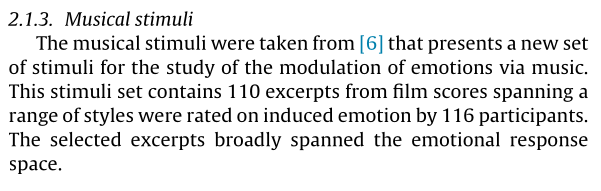 2.1.3. Musical stimuli
The musical stimuli were taken from [6] that presents a new set
of stimuli for the study of the modulation of emotions via music.
This stimuli set contains 110 excerpts from film scores spanning a
range of styles were rated on induced emotion by 116 participants.
The selected excerpts broadly spanned the emotional response
space.